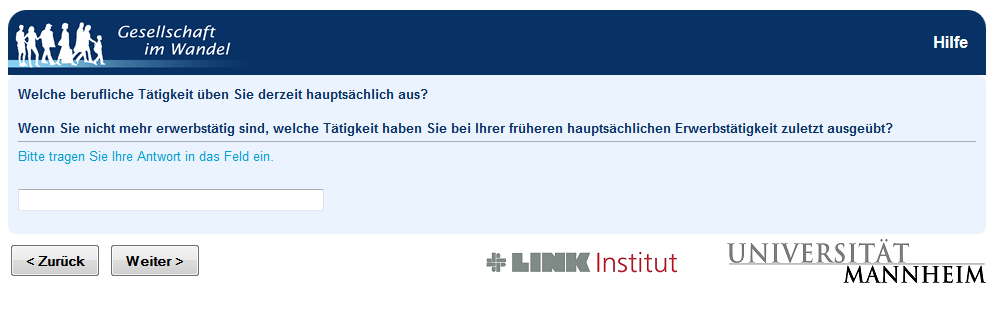 Gesellschaft
im Wandel
Hilfe
Welche berufliche Tätigkeit üben Sie derzeit hauptsächlich aus?
Wenn Sie nicht mehr erwerbstätig sind, welche Tätigkeit haben Sie bei Ihrer früheren hauptsächlichen Erwerbstätigkeit zuletzt ausgeübt?
Bitte tragen Sie Ihre Antwort in das Feld ein.
< Zurück
Weiter >
LINK Institut
UNIVERSITÄT
MANNHEIM